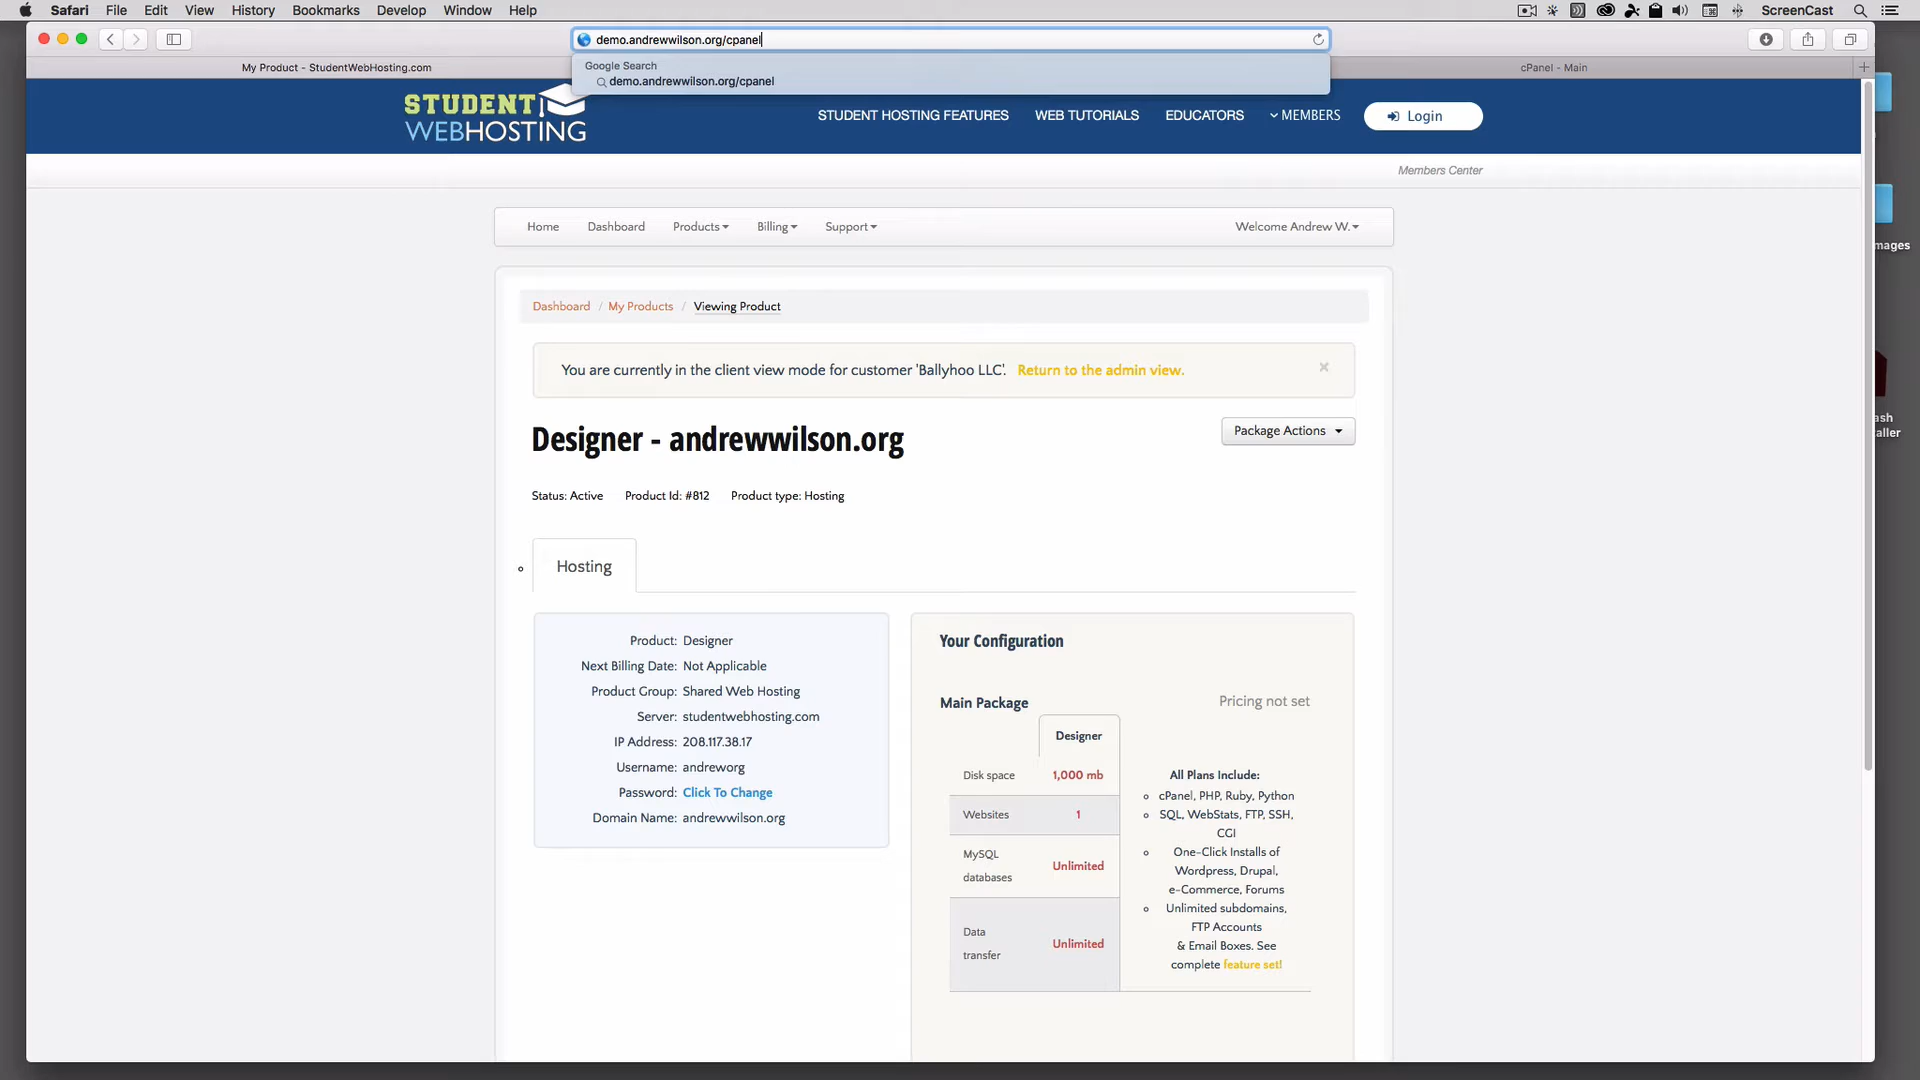 Safari File Edit View History Bookmarks Develop Window Help ScreenCast
demo.andrewwilson.org/cpanel
My Product - StudentWebHosting.com
Google Search
demo.andrewwilson.org/cpanel
cPanel - Main
STUDENT
WEBHOSTING
STUDENT HOSTING FEATURES WEB TUTORIALS EDUCATORS MEMBERS Login
Members Center
Home Dashboard Products Billing Support Welcome Andrew W.
Dashboard / My Products / Viewing Product
You are currently in the client view mode for customer 'Ballyhoo LLC'. Return to the admin view.
Designer - andrewwilson.org
Package Actions
Status: Active Product Id: #812 Product type: Hosting
Hosting
Product: Designer
Next Billing Date: Not Applicable
Product Group: Shared Web Hosting
Server: studentwebhosting.com
IP Address: 208.117.38.17
Username: andreworg
Password: Click To Change
Domain Name: andrewwilson.org
Your Configuration
Main Package
Pricing not set
Designer
Disk space 1,000 mb
Websites 1
MySQL
databases
Unlimited
Data
transfer
Unlimited
All Plans Include:
cPanel, PHP, Ruby, Python
SQL, WebStats, FTP, SSH,
CGI
One-Click Installs of
Wordpress, Drupal,
e-Commerce, Forums
Unlimited subdomains,
FTP Accounts
& Email Boxes. See
complete feature set!
mages
ash
taller